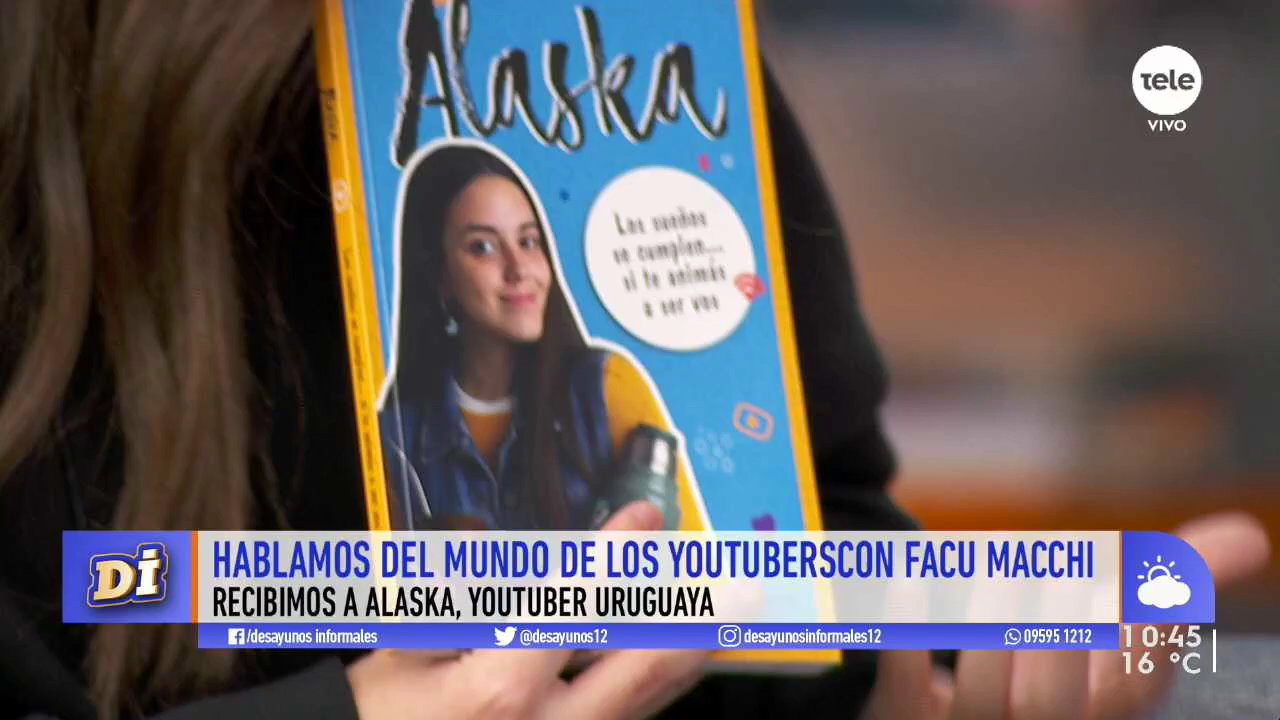 Alaska
Los sueños
se cumplen...
si te animás
a ser vos
tele
VIVO
Di
HABLAMOS DEL MUNDO DE LOS YOUTUBERSCON FACU MACCHI
RECIBIMOS A ALASKA, YOUTUBER URUGUAYA
/desayunos informales
@desayunos12
desayunosinformales12
09595 1212
10:45
16 °C